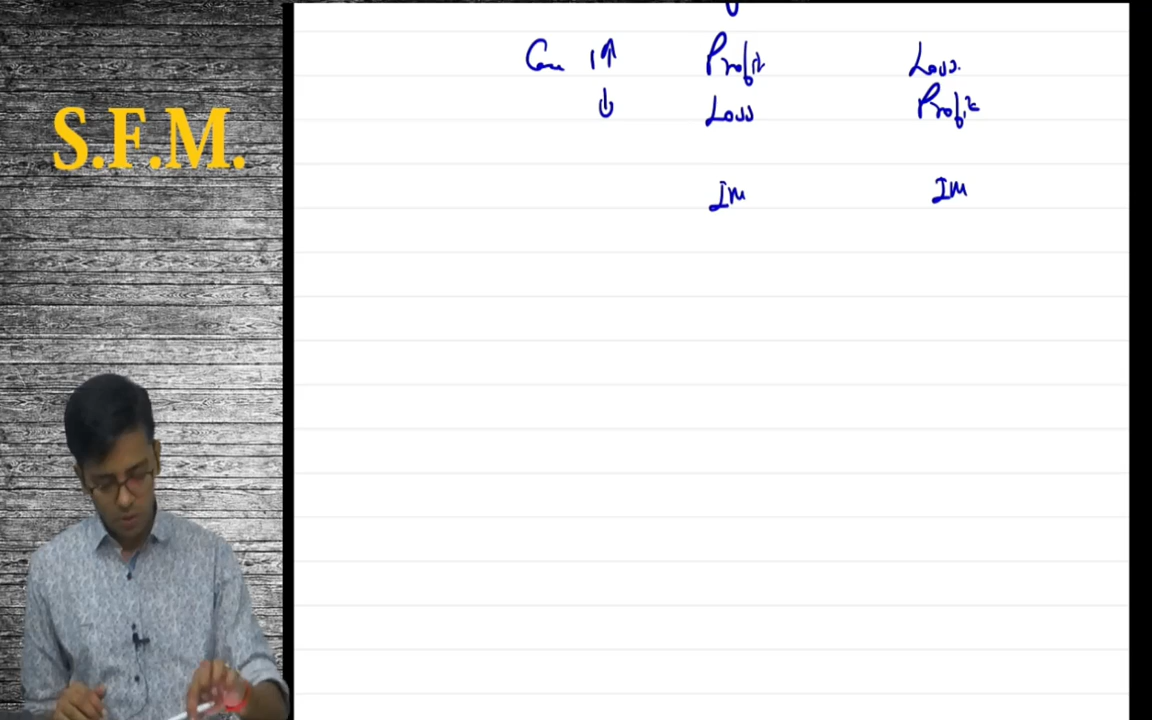 S.F.M.
↑ Profit Loss.
↓ Loss Profit
IM IM